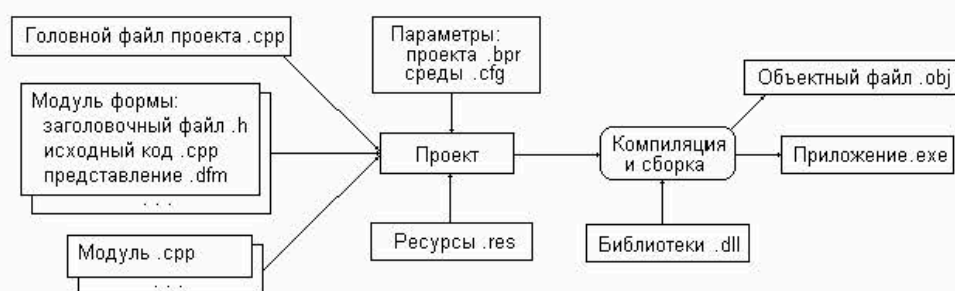 Головной файл проекта .cpp
Параметры:
проекта .bpr
среды .cfg
Объектный файл .obj
Модуль формы:
заголовочный файл .h
исходный код .cpp
представление .dfm
. . .
Проект
Компиляция
и сборка
Приложение.exe
Модуль .cpp
. . .
Ресурсы .res
Библиотеки .dll